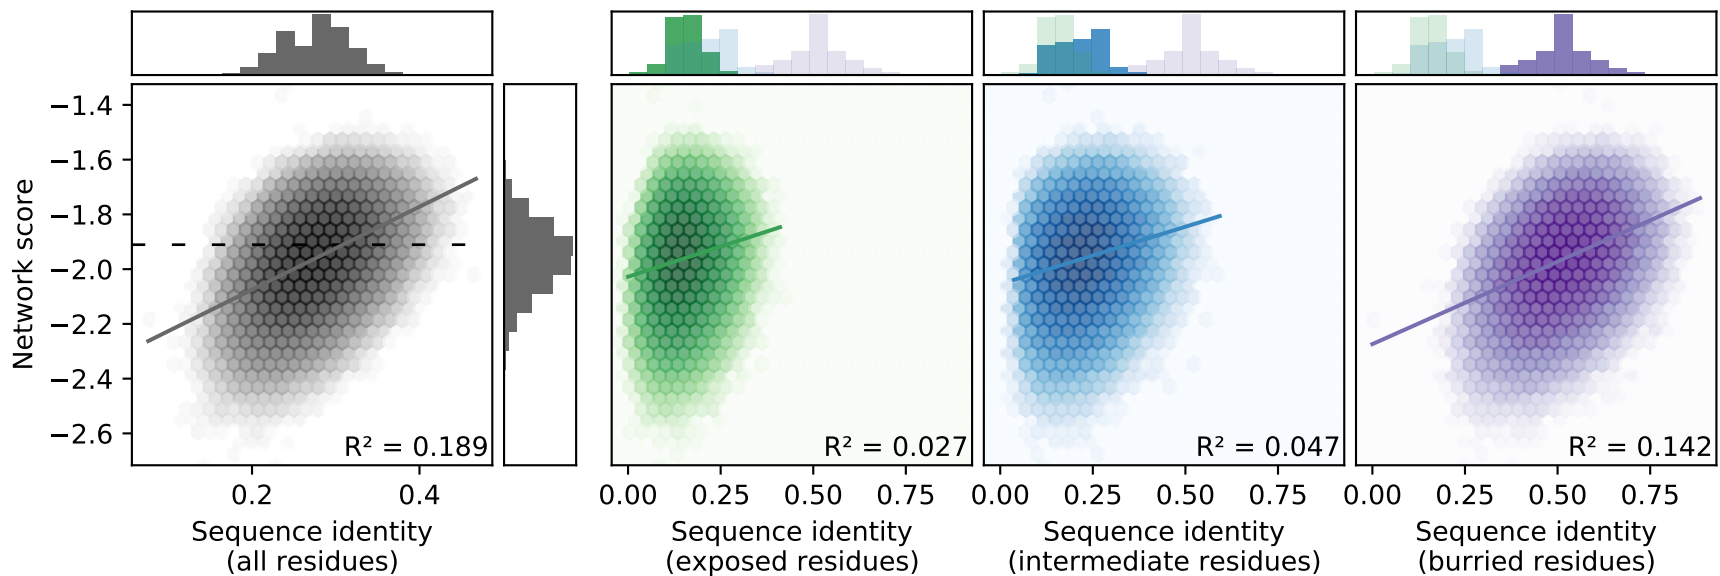 −1.4
−1.6
−1.8
−2.0
−2.2
−2.4
−2.6
Network score
R² = 0.189
R² = 0.027
R² = 0.047
R² = 0.142
0.2 0.4
0.00 0.25 0.50 0.75
0.00 0.25 0.50 0.75
0.00 0.25 0.50 0.75
Sequence identity
(all residues)
Sequence identity
(exposed residues)
Sequence identity
(intermediate residues)
Sequence identity
(burried residues)